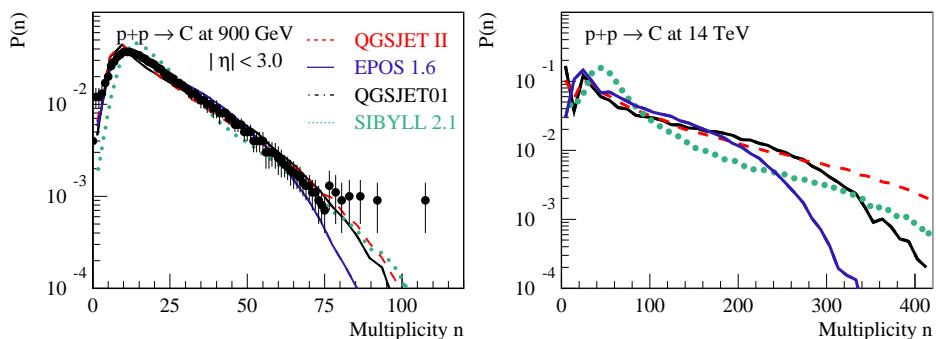 P(n)
p+p → C at 900 GeV
| η| < 3.0
QGSJET II
EPOS 1.6
QGSJET01
SIBYLL 2.1
10 -2
10 -3
10 -4
0 25 50 75 100
Multiplicity n
P(n)
p+p → C at 14 TeV
10 -1
10 -2
10 -3
10 -4
0 100 200 300 400
Multiplicity n